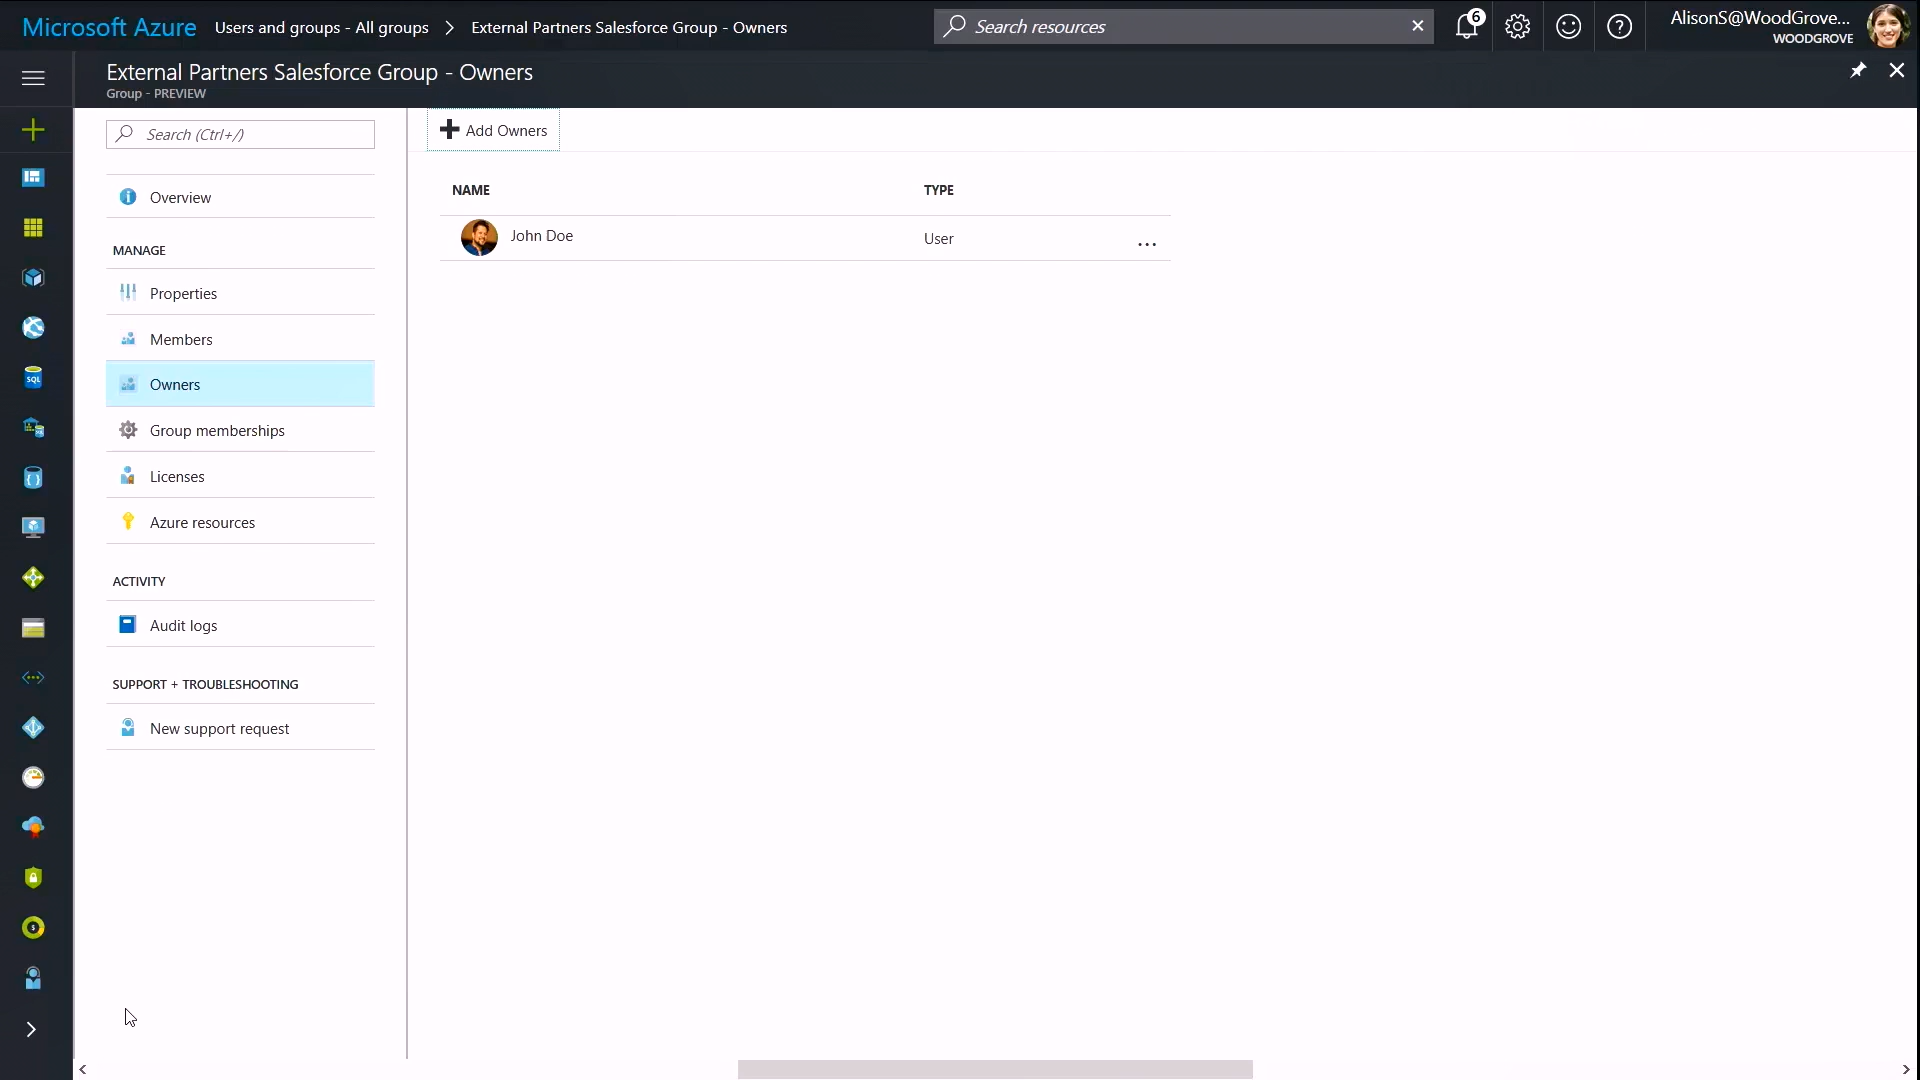 Microsoft Azure
Users and groups - All groups
External Partners Salesforce Group - Owners
Search resources
6
AlisonS@WoodGrove...
WOODGROVE
External Partners Salesforce Group - Owners
Group - PREVIEW
Search (Ctrl+/)
Add Owners
Overview
NAME
TYPE
John Doe
User
...
MANAGE
Properties
Members
Owners
Group memberships
Licenses
Azure resources
ACTIVITY
Audit logs
SUPPORT + TROUBLESHOOTING
New support request
SQL